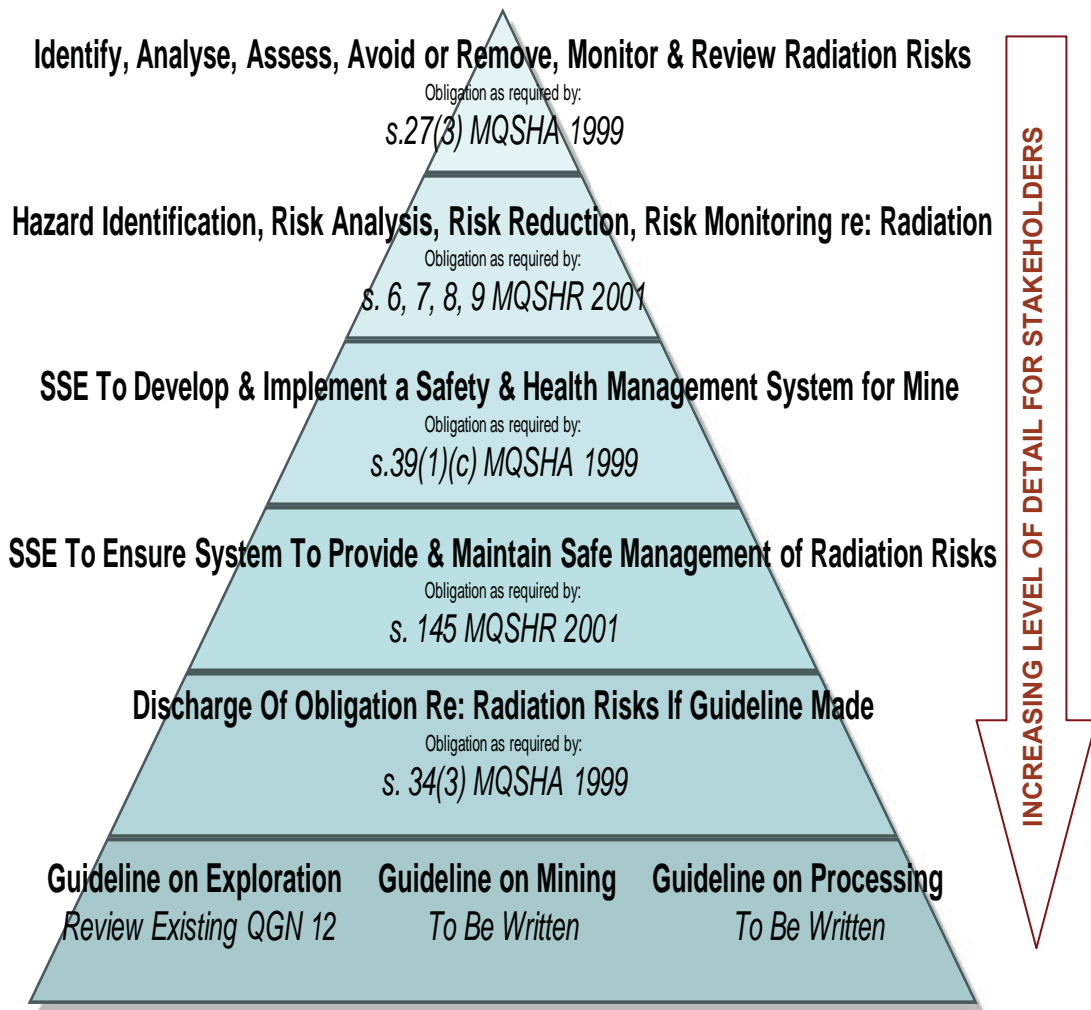 Identify, Analyse, Assess, Avoid or Remove, Monitor & Review Radiation Risks
Obligation as required by:
s.27(3) MQSHA 1999
Hazard Identification, Risk Analysis, Risk Reduction, Risk Monitoring re: Radiation
Obligation as required by:
s. 6, 7, 8, 9 MQSHR 2001
SSE To Develop & Implement a Safety & Health Management System for Mine
Obligation as required by:
s.39(1)(c) MQSHA 1999
SSE To Ensure System To Provide & Maintain Safe Management of Radiation Risks
Obligation as required by:
s. 145 MQSHR 2001
Discharge Of Obligation Re: Radiation Risks If Guideline Made
Obligation as required by:
s. 34(3) MQSHA 1999
Guideline on Exploration
Review Existing QGN 12
Guideline on Mining
To Be Written
Guideline on Processing
To Be Written
INCREASING LEVEL OF DETAIL FOR STAKEHOLDERS